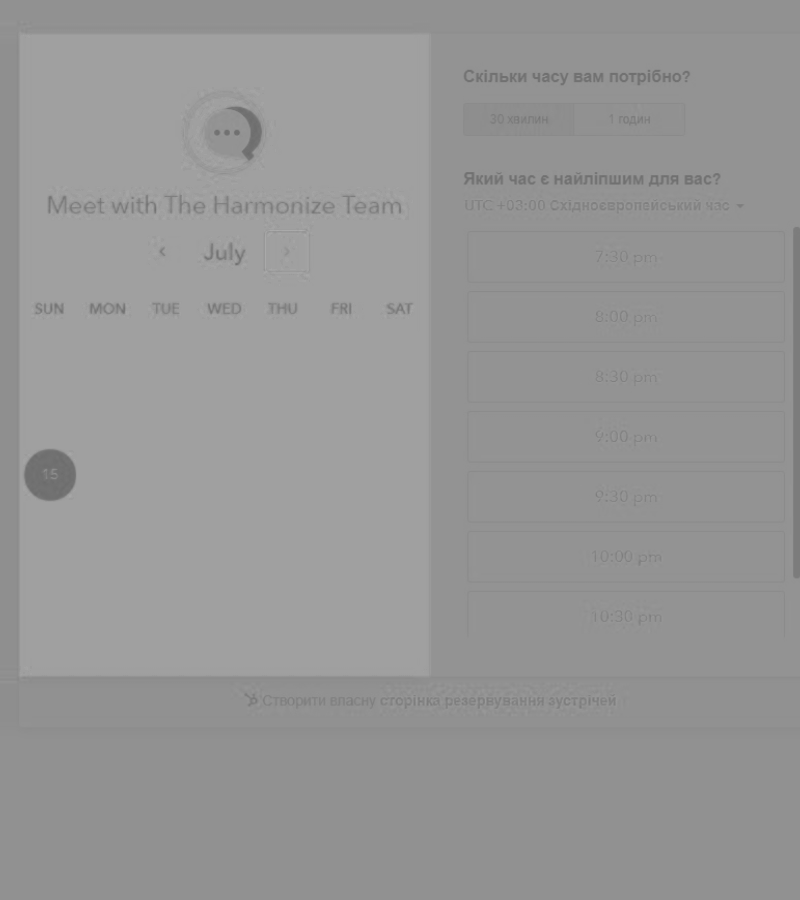 Meet with The Harmonize Team
July
SUN MON TUE WED THU FRI SAT
15
Скільки часу вам потрібно?
30 хвилин 1 годин
Який час є найліпшим для вас?
UTC +03:00 Східноєвропейський час
7:30 pm
8:00 pm
8:30 pm
9:00 pm
9:30 pm
10:00 pm
10:30 pm
Створити власну сторінка резервування зустрічей